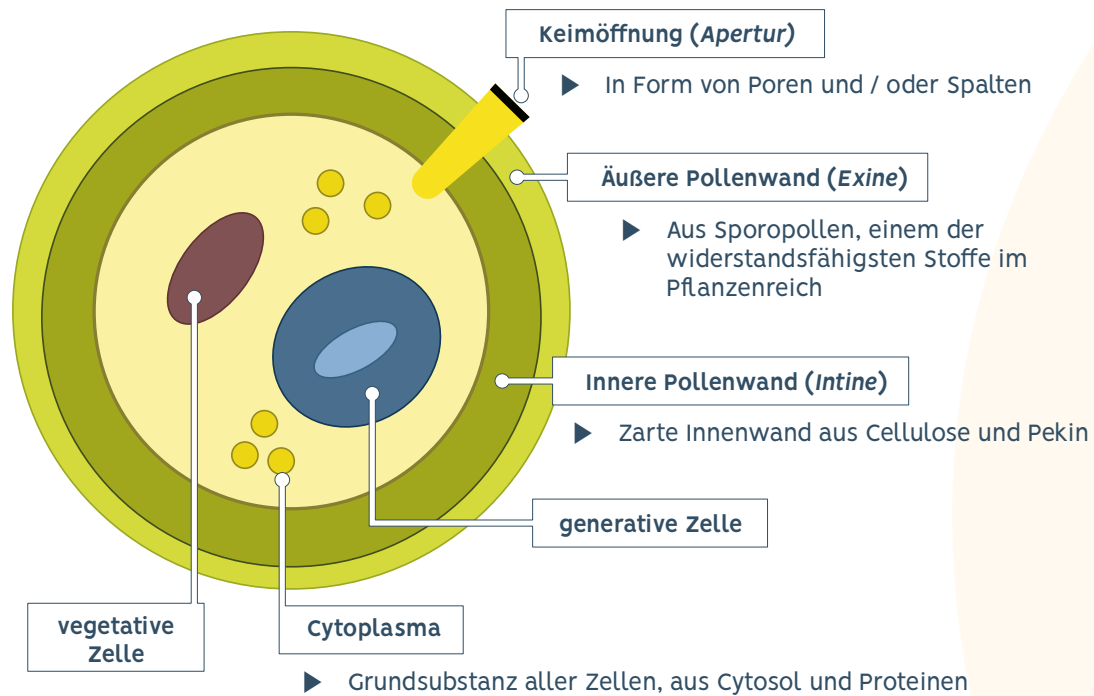 Keimöffnung (Apertur)
▶ In Form von Poren und / oder Spalten
Äußere Pollenwand (Exine)
▶ Aus Sporopollen, einem der
widerstandsfähigsten Stoffe im
Pflanzenreich
Innere Pollenwand (Intine)
▶ Zarte Innenwand aus Cellulose und Pekin
generative Zelle
vegetative
Zelle
Cytoplasma
▶ Grundsubstanz aller Zellen, aus Cytosol und Proteinen